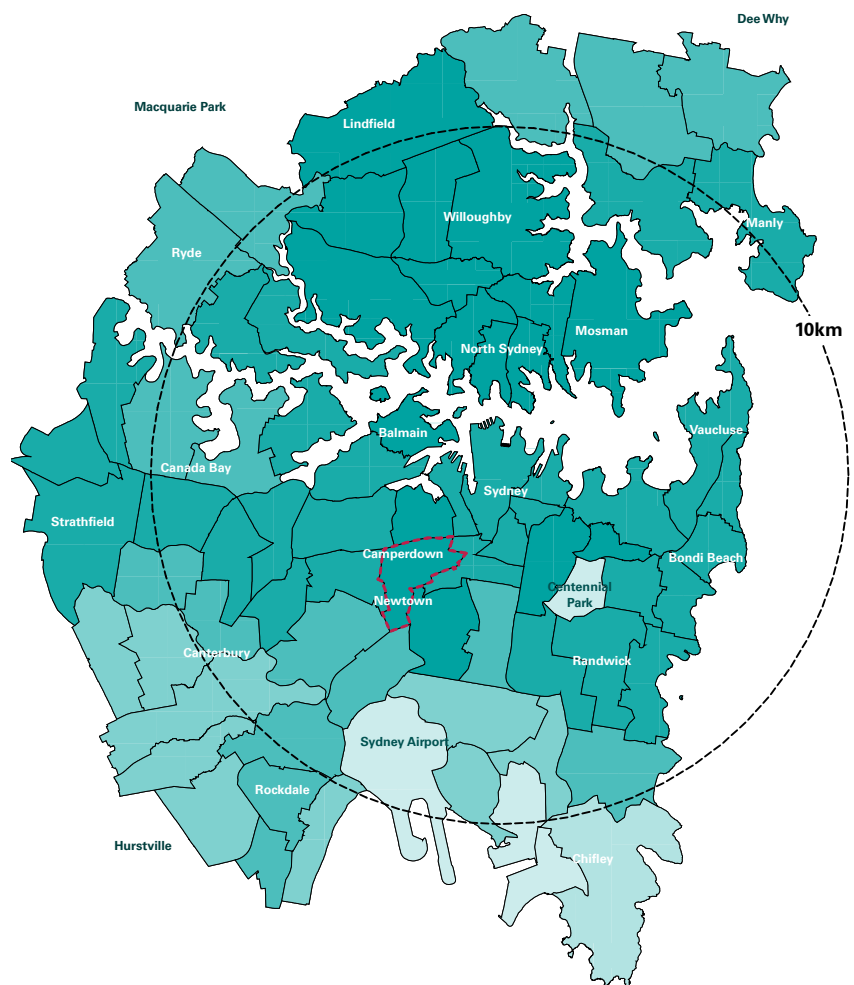 Dee Why
Macquarie Park
Lindfield
Willoughby
Manly
Ryde
10km
Mosman
North Sydney
Balmain
Vaucluse
Canada Bay
Sydney
Strathfield
Camperdown
Bondi Beach
Centennial
Park
Newtown
Canterbury
Randwick
Sydney Airport
Rockdale
Hurstville
Chifley